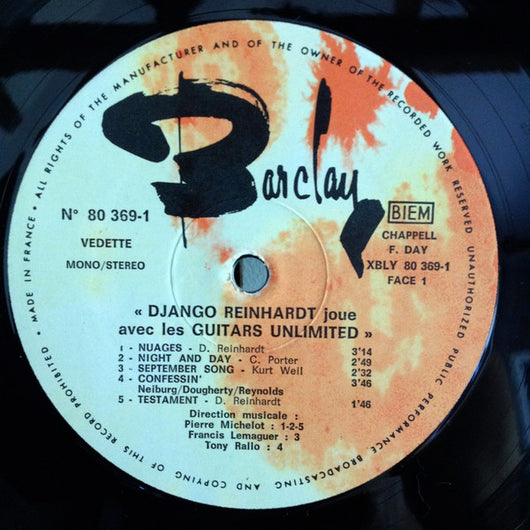 MADE IN FRANCE • ALL RIGHTS OF THE MANUFACTURER AND OF THE OWNER OF THE RECORDED WORK RESERVED UNAUTHORIZED PUBLIC PERFORMANCE BROADCASTING AND COPYING OF THIS RECORD PROHIBITED •
Barclay
N° 80 369-1
VEDETTE
MONO/STEREO
BIEM
CHAPPELL
F. DAY
XBLY 80 369-1
FACE 1
« DJANGO REINHARDT joue
avec les GUITARS UNLIMITED »
1 - NUAGES - D. Reinhardt 3'14
2 - NIGHT AND DAY - C. Porter 2'49
3 - SEPTEMBER SONG - Kurt Weil 2'32
4 - CONFESSIN' 3'46
Neiburg/Dougherty/Reynolds
5 - TESTAMENT - D. Reinhardt 1'46
Direction musicale :
Pierre Michelot : 1-2-5
Francis Lemaguer : 3
Tony Rallo : 4